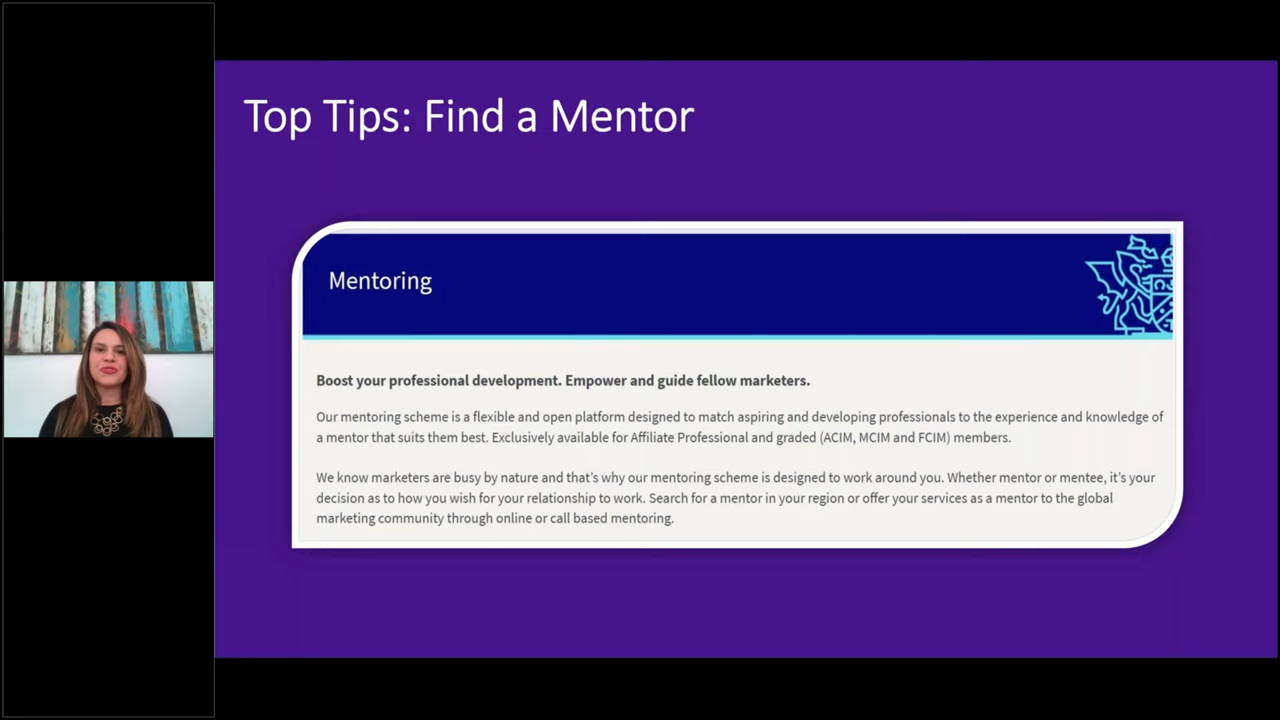 Top Tips: Find a Mentor
Mentoring
Boost your professional development. Empower and guide fellow marketers.
Our mentoring scheme is a flexible and open platform designed to match aspiring and developing professionals to the experience and knowledge of
a mentor that suits them best. Exclusively available for Affiliate Professional and graded (ACIM, MCIM and FCIM) members.
We know marketers are busy by nature and that's why our mentoring scheme is designed to work around you. Whether mentor or mentee, it's your
decision as to how you wish for your relationship to work. Search for a mentor in your region or offer your services as a mentor to the global
marketing community through online or call based mentoring.